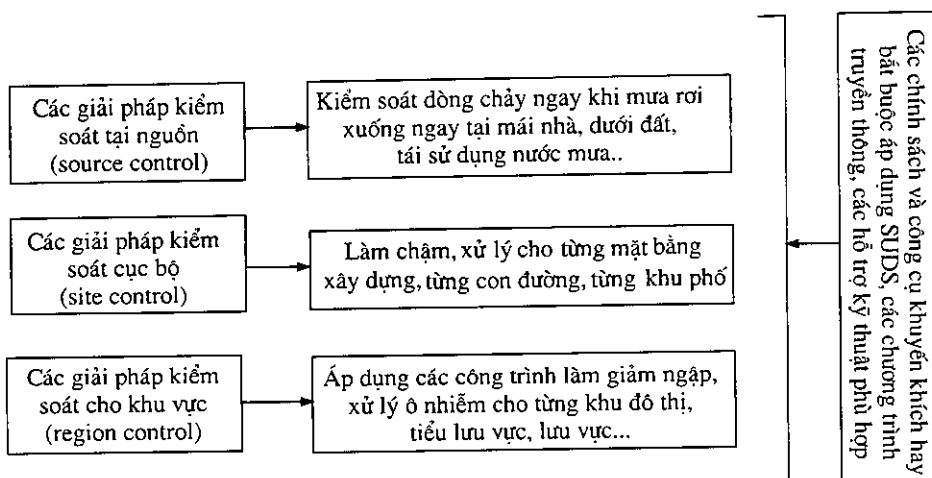 Các giải pháp kiểm
soát tại nguồn
(source control)
Kiểm soát dòng chảy ngay khi mưa rơi
xuống ngay tại mái nhà, dưới đất,
tái sử dụng nước mưa..
Các giải pháp kiểm
soát cục bộ
(site control)
Làm chậm, xử lý cho từng mặt bằng
xây dựng, từng con đường, từng khu phố
Các giải pháp kiểm
soát cho khu vực
(region control)
Áp dụng các công trình làm giảm ngập,
xử lý ô nhiễm cho từng khu đô thị,
tiểu lưu vực, lưu vực...
Các chính sách và công cụ khuyến khích hay
bắt buộc áp dụng SUDS, các chương trình
truyền thông, các hỗ trợ kỹ thuật phù hợp